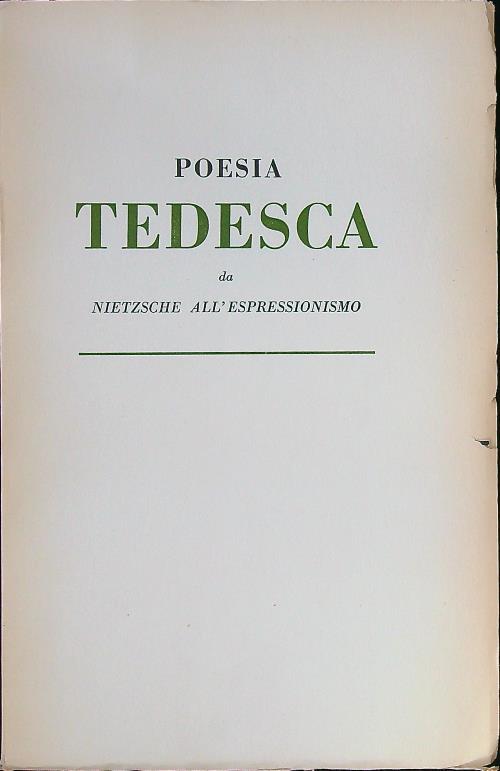 POESIA
TEDESCA
da
NIETZSCHE ALL'ESPRESSIONISMO